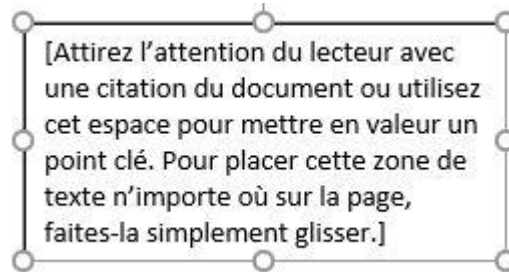 [Attirez l’attention du lecteur avec
une citation du document ou utilisez
cet espace pour mettre en valeur un
point clé. Pour placer cette zone de
texte n’importe où sur la page,
faites-la simplement glisser.]